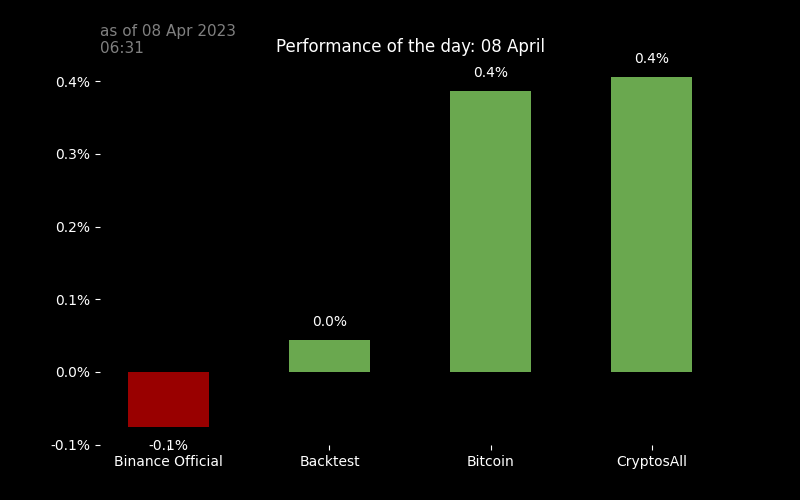 as of 08 Apr 2023
06:31
Performance of the day: 08 April
0.4%
0.4%
0.4%
0.3%
0.2%
0.1%
0.0%
0.0%
-0.1%
-0.1%
Binance Official
Backtest
Bitcoin
CryptosAll